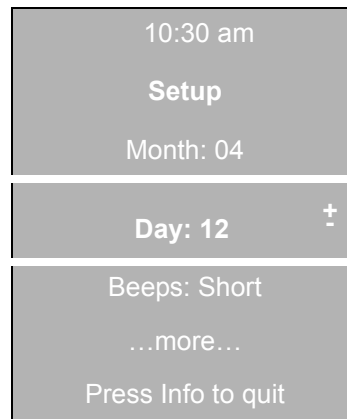 10:30 am
Setup
Month: 04
Day: 12 +
-
Beeps: Short
…more…
Press Info to quit